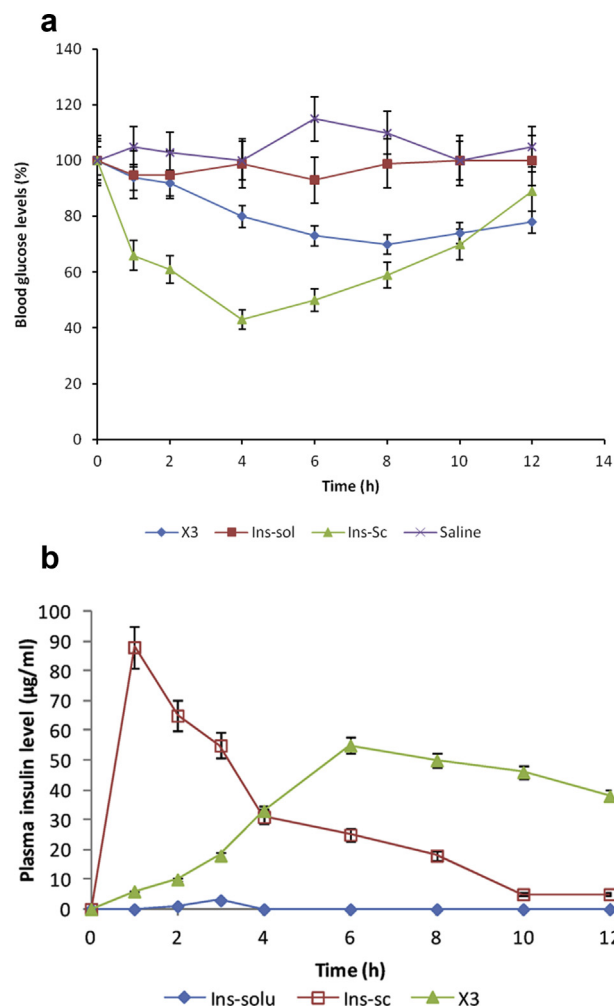 a
Blood glucose levels (%)
140
120
100
80
60
40
20
0
0 2 4 6 8 10 12 14
Time (h)
X3 Ins-sol Ins-Sc Saline
b
Plasma insulin level (µg/ml)
100
90
80
70
60
50
40
30
20
10
0
0 2 4 6 8 10 12
Time (h)
Ins-solu Ins-sc X3